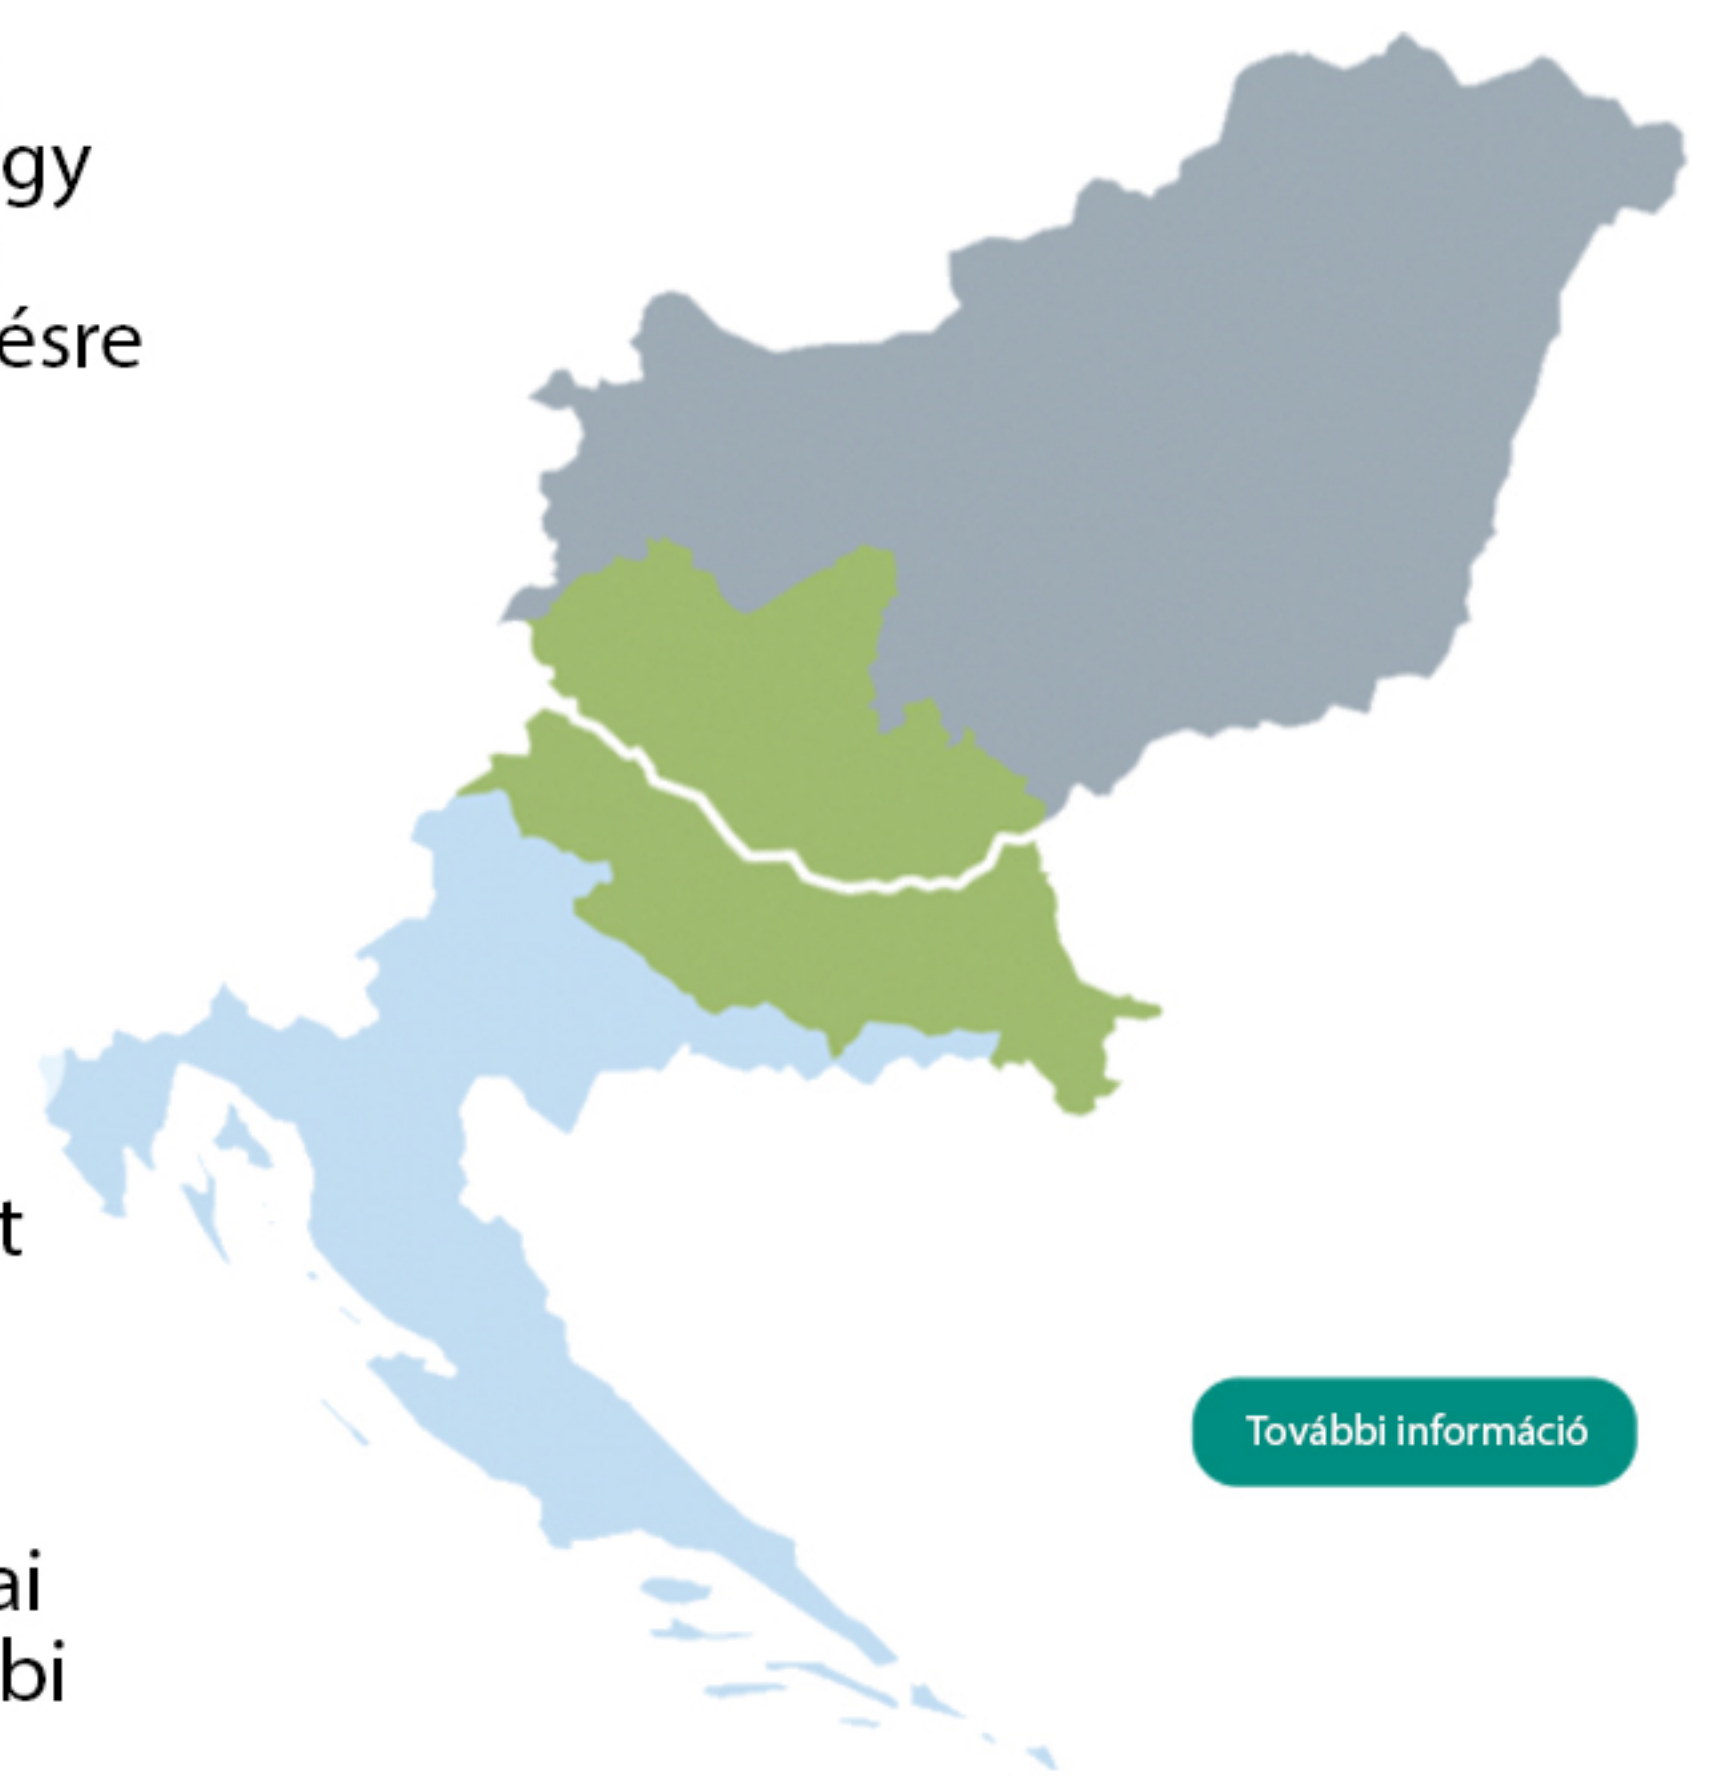 gy
ésre
t
További információ
ai
bi